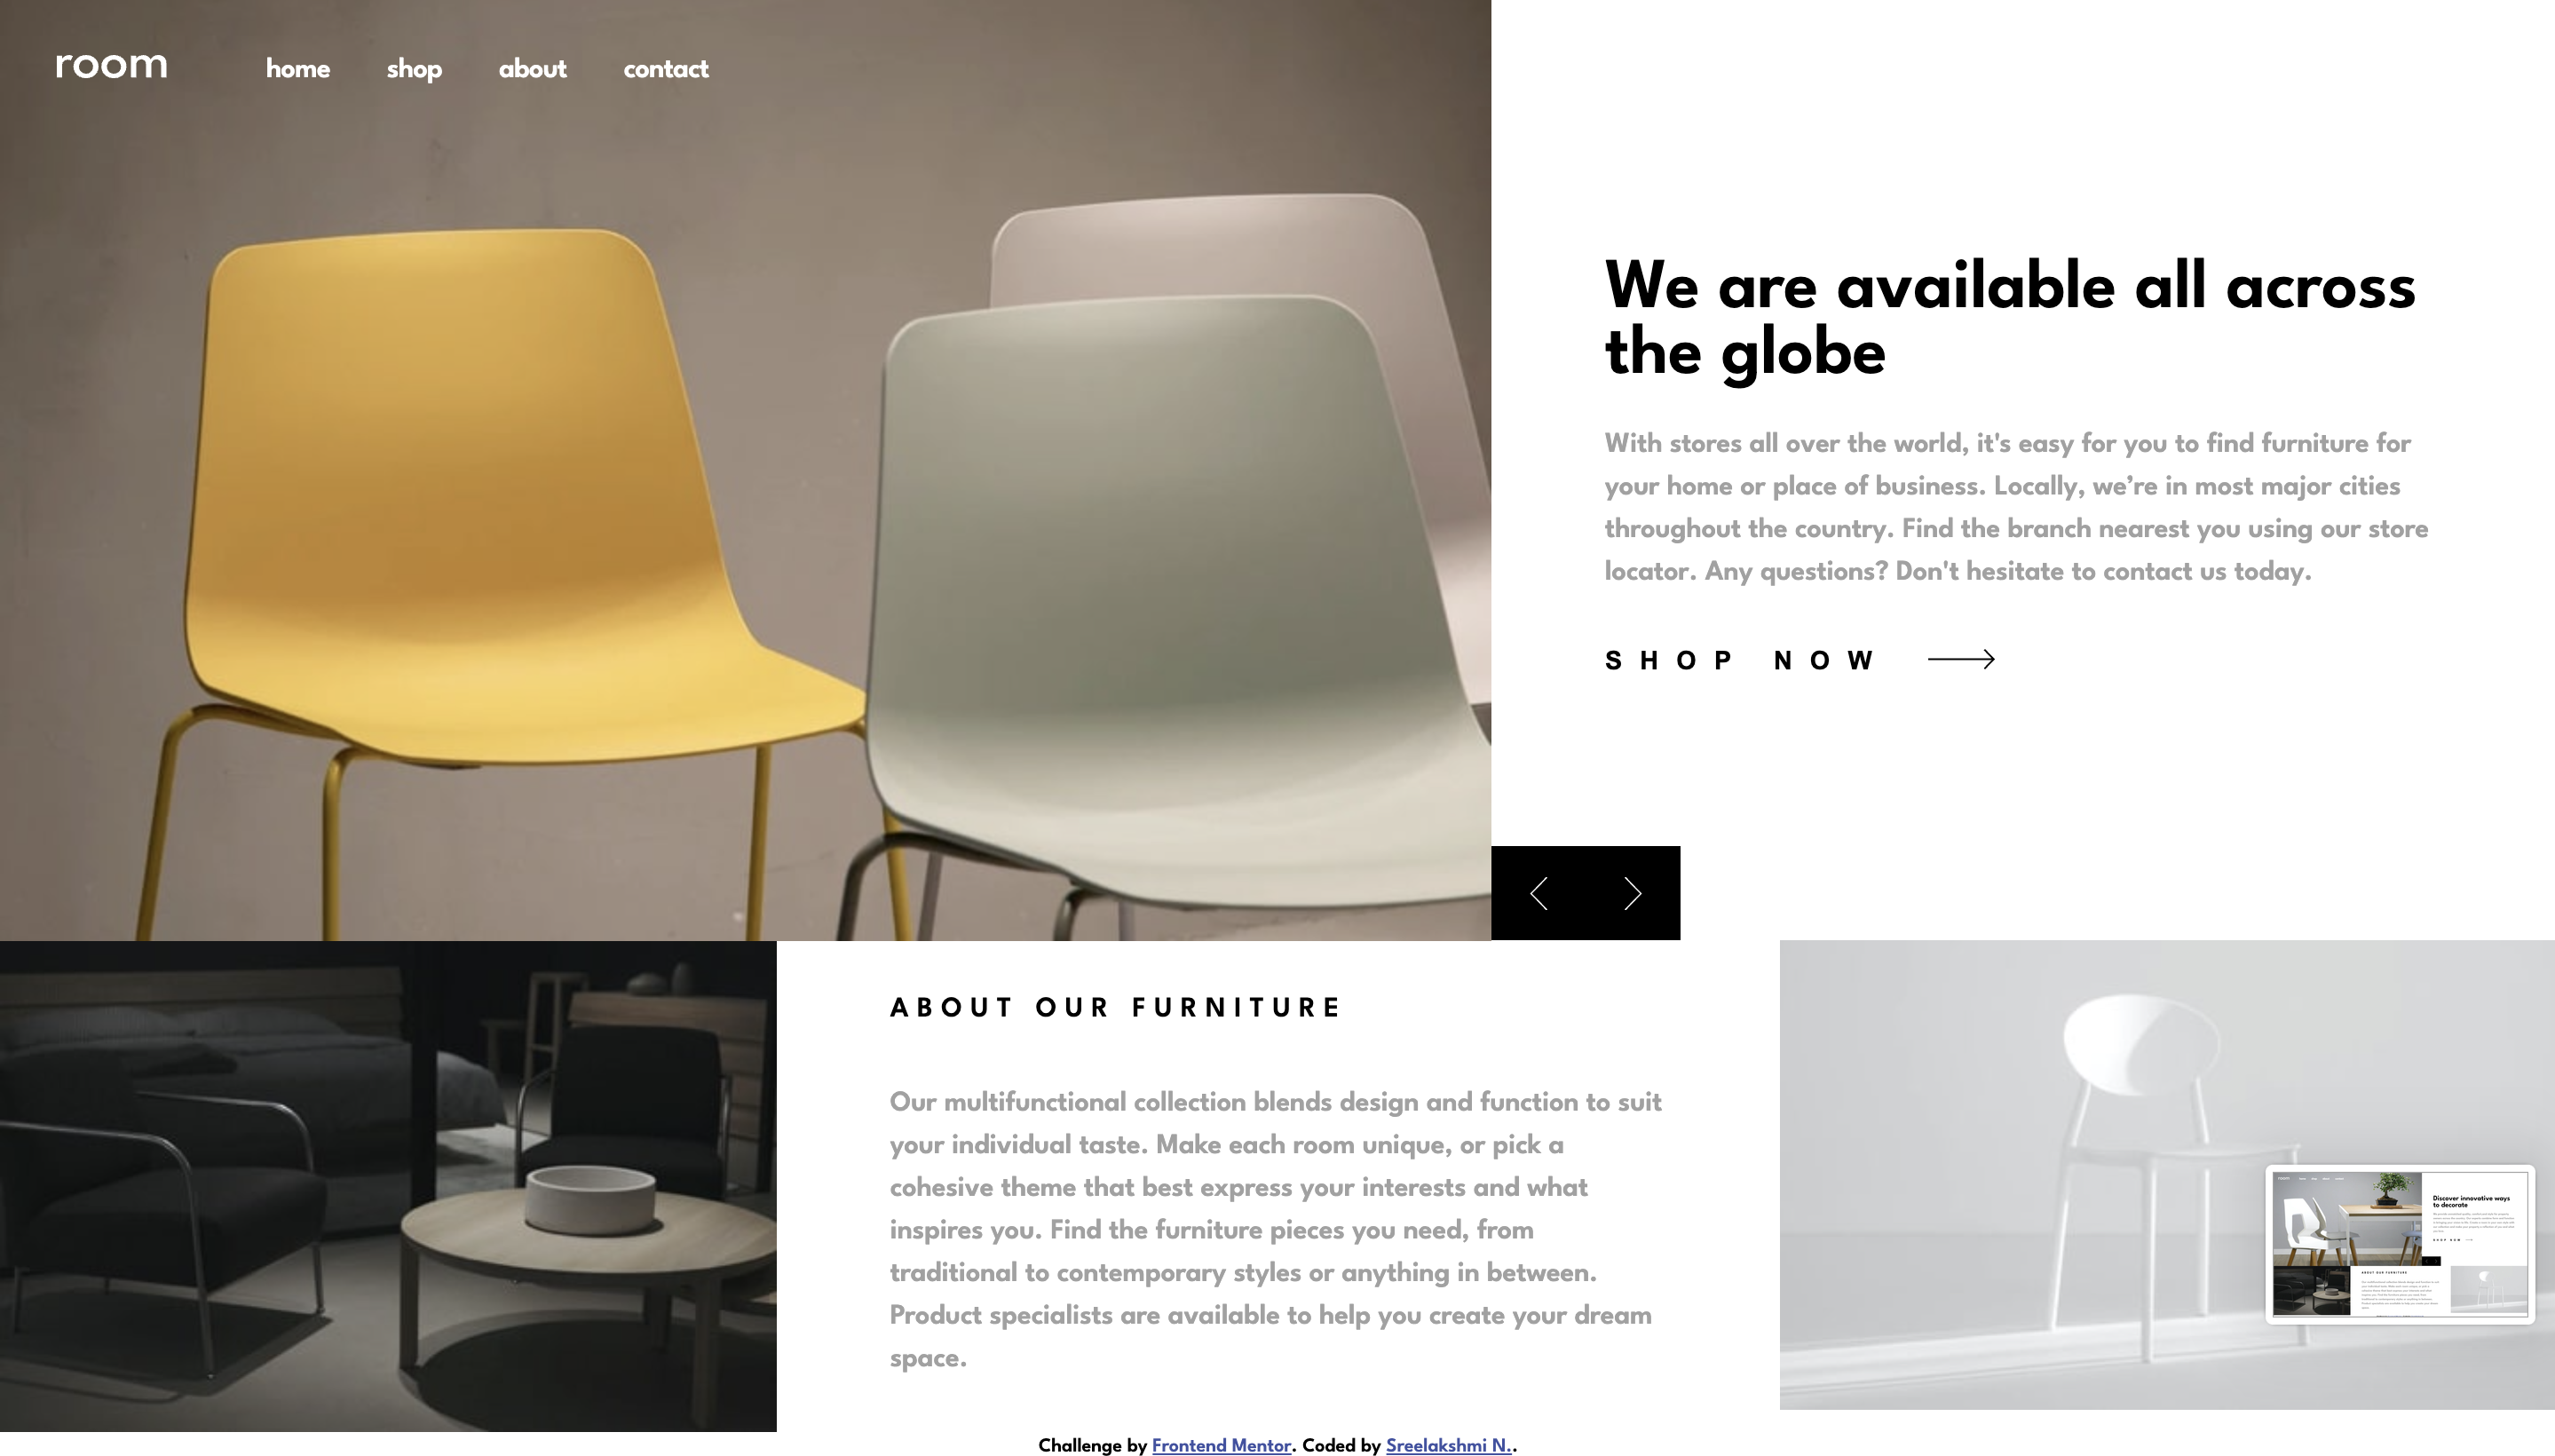 room
home shop about contact
We are available all across
the globe
With stores all over the world, it's easy for you to find furniture for
your home or place of business. Locally, we’re in most major cities
throughout the country. Find the branch nearest you using our store
locator. Any questions? Don't hesitate to contact us today.
SHOP NOW
ABOUT OUR FURNITURE
Our multifunctional collection blends design and function to suit
your individual taste. Make each room unique, or pick a
cohesive theme that best express your interests and what
inspires you. Find the furniture pieces you need, from
traditional to contemporary styles or anything in between.
Product specialists are available to help you create your dream
space.
Discover innovative ways
to decorate
SHOP NOW
ABOUT OUR FURNITURE
Challenge by Frontend Mentor. Coded by Sreelakshmi N..